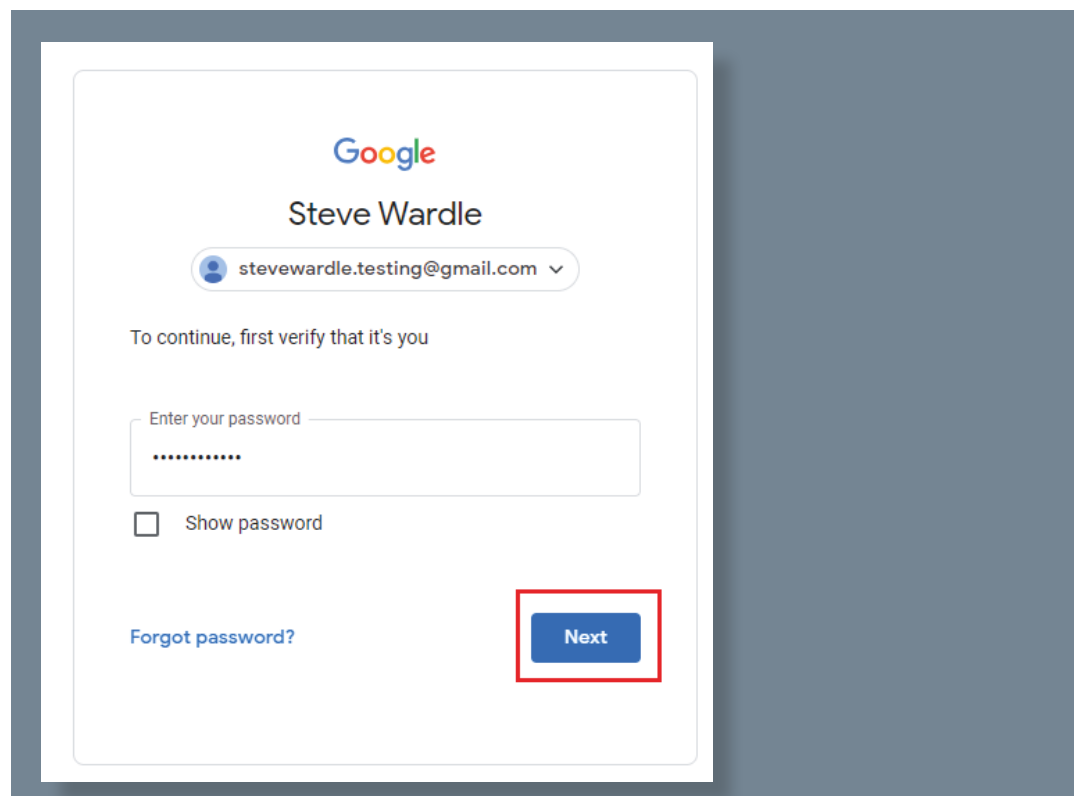 Google
Steve Wardle
stevewardle.testing@gmail.com
To continue, first verify that it's you
Enter your password
••••••••••••
Show password
Forgot password?
Next